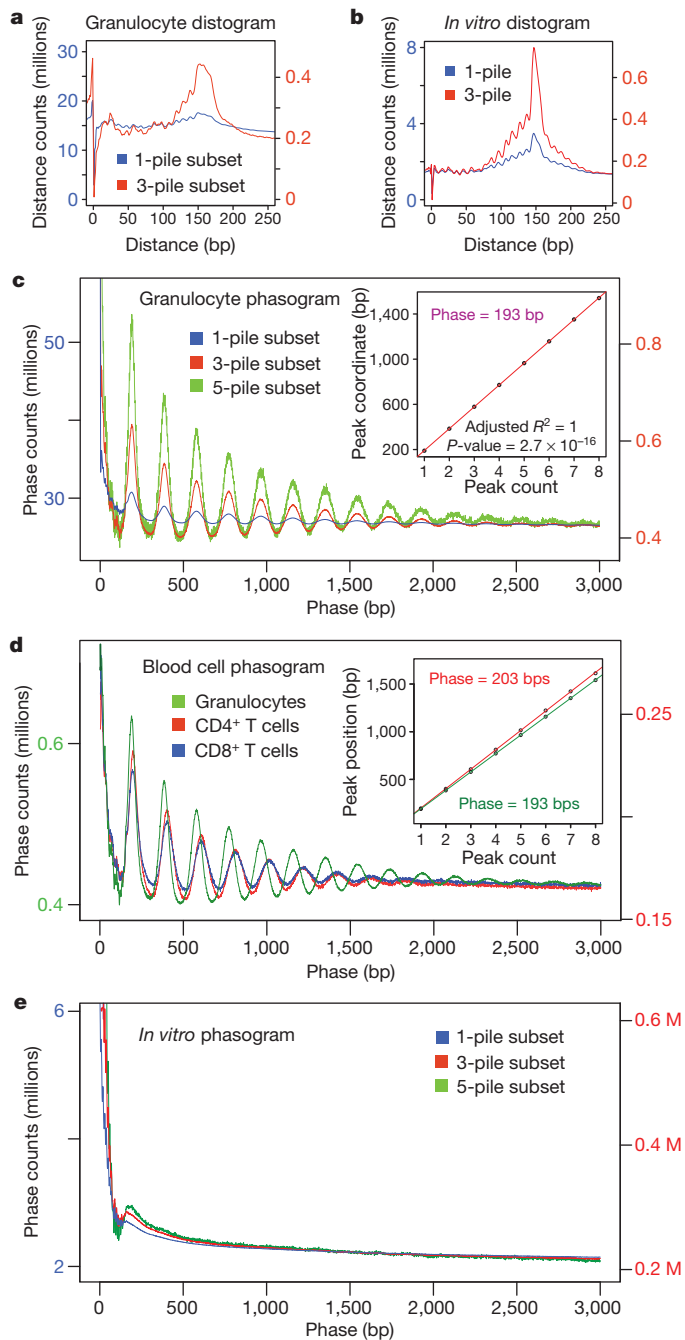 a
Granulocyte distogram
Distance counts (millions)
30
20
15
10
0
0.4
0.2
0
1-pile subset
3-pile subset
0 50 100 150 200 250
Distance (bp)
b
In vitro distogram
Distance counts (millions)
8
4
0
0.6
0.4
0.2
0
1-pile
3-pile
0 50 100 150 200 250
Distance (bp)
c
Granulocyte phasogram
1-pile subset
3-pile subset
5-pile subset
Phase counts (millions)
50
30
0.8
0.6
0.4
Phase = 193 bp
Peak coordinate (bp)
1,400
1,000
600
200
Adjusted R² = 1
P-value = 2.7 × 10⁻¹⁶
1 2 3 4 5 6 7 8
Peak count
0 500 1,000 1,500 2,000 2,500 3,000
Phase (bp)
d
Blood cell phasogram
Granulocytes
CD4⁺ T cells
CD8⁺ T cells
Phase counts (millions)
0.6
0.4
0.25
0.15
Phase = 203 bps
Phase = 193 bps
Peak position (bp)
1,500
1,000
500
1 2 3 4 5 6 7 8
Peak count
0 500 1,000 1,500 2,000 2,500 3,000
Phase (bp)
e
In vitro phasogram
1-pile subset
3-pile subset
5-pile subset
Phase counts (millions)
6
2
0.6 M
0.4 M
0.2 M
0 500 1,000 1,500 2,000 2,500 3,000
Phase (bp)